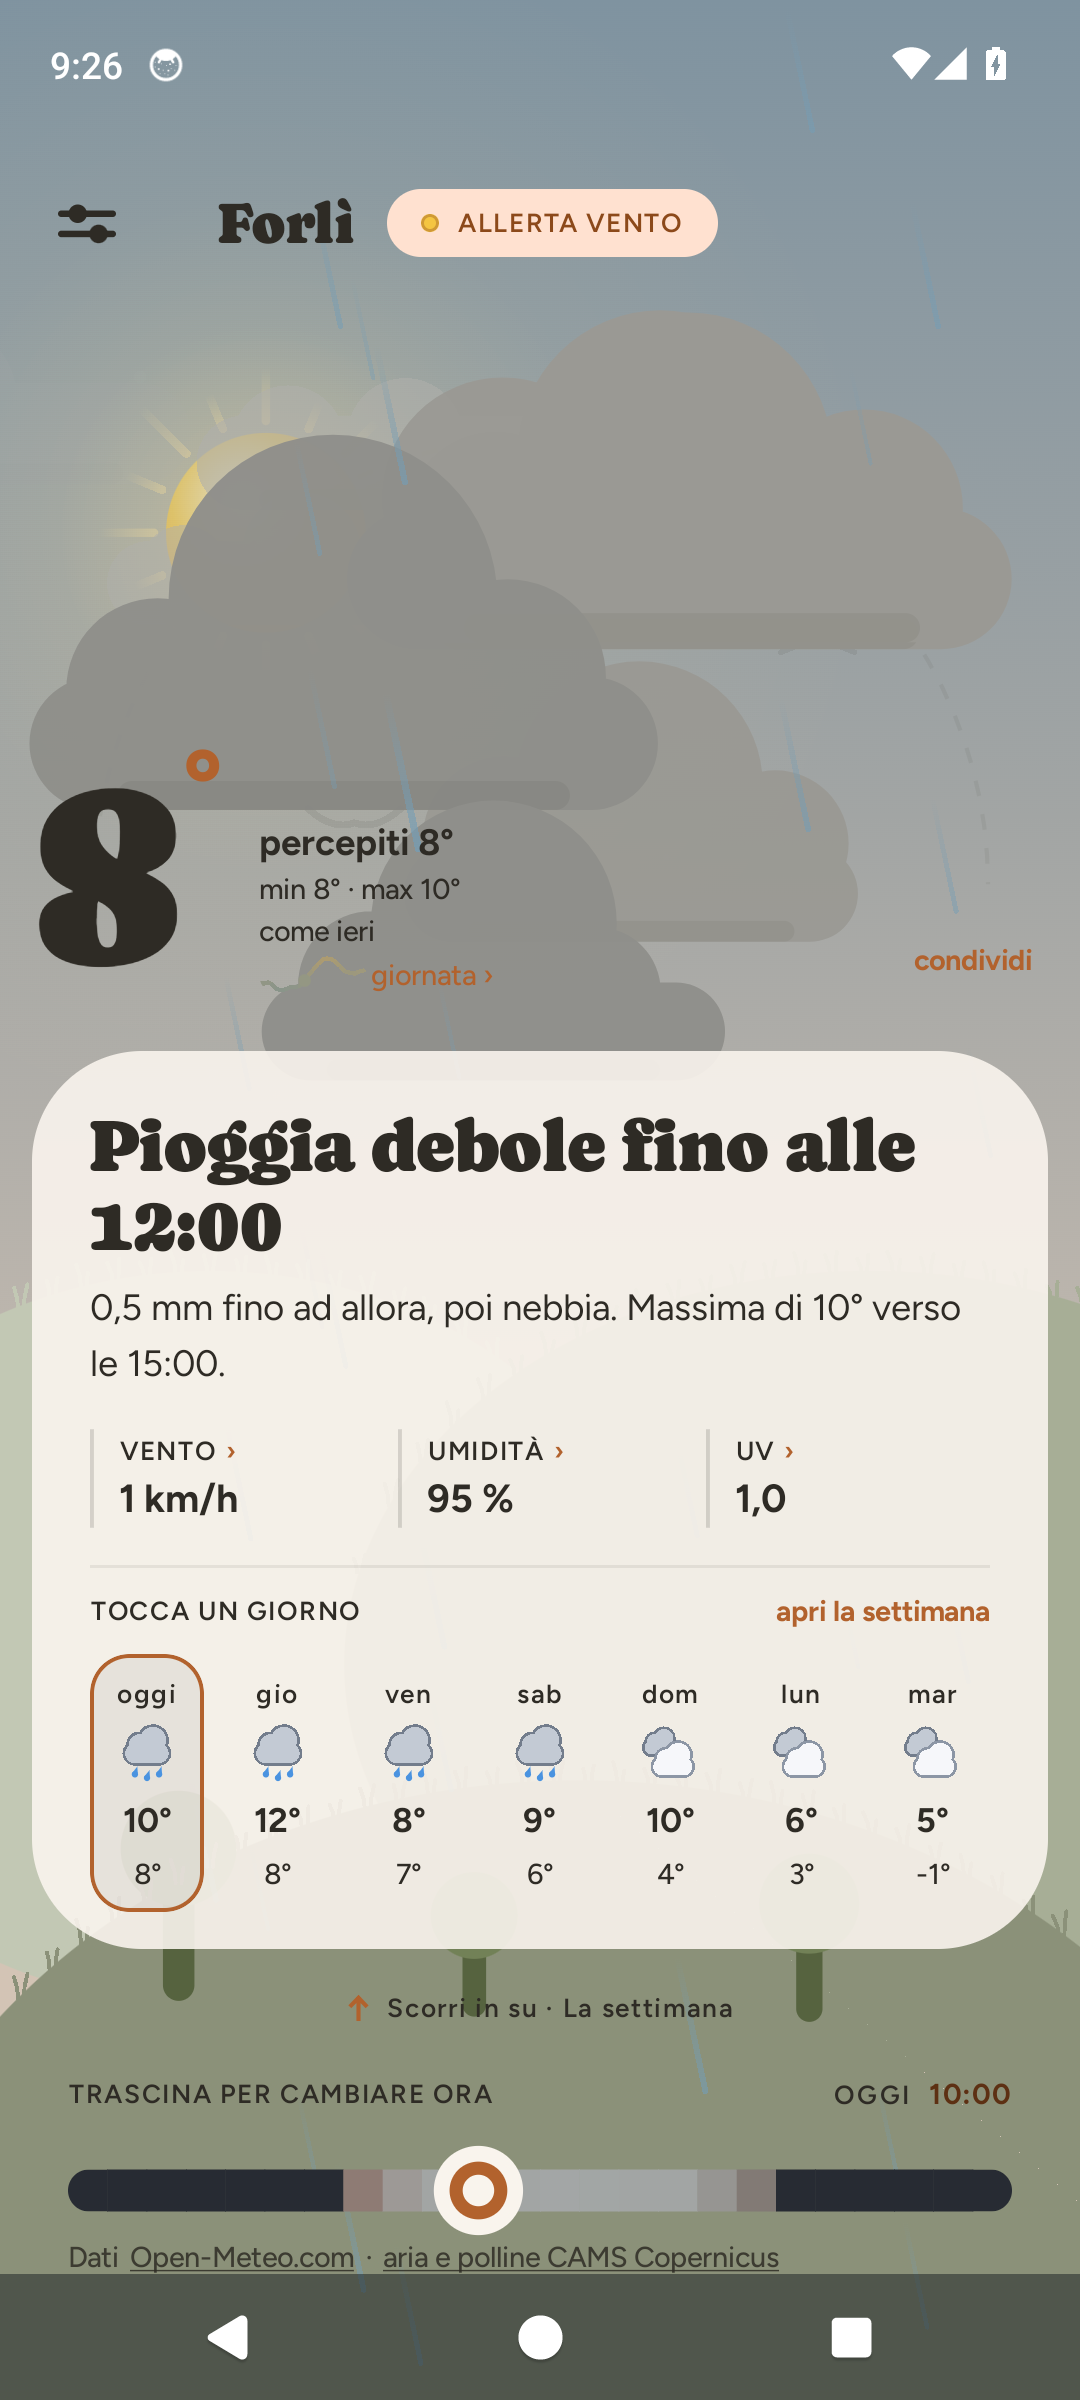 9:26
Forlì
ALLERTA VENTO
8°
percepiti 8°
min 8° · max 10°
come ieri
giornata ›
condividi
Pioggia debole fino alle
12:00
0,5 mm fino ad allora, poi nebbia. Massima di 10° verso
le 15:00.
VENTO › UMIDITÀ › UV ›
1 km/h 95 % 1,0
TOCCA UN GIORNO apri la settimana
oggi gio ven sab dom lun mar
10° 12° 8° 9° 10° 6° 5°
8° 8° 7° 6° 4° 3° -1°
↑ Scorri in su · La settimana
TRASCINA PER CAMBIARE ORA OGGI 10:00
Dati Open-Meteo.com · aria e polline CAMS Copernicus